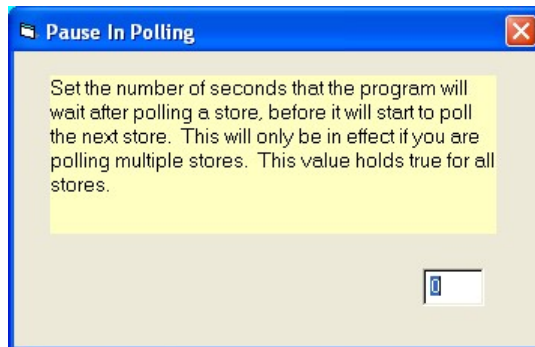 Pause In Polling
Set the number of seconds that the program will
wait after polling a store, before it will start to poll
the next store.  This will only be in effect if you are
polling multiple stores.  This value holds true for all
stores.
0